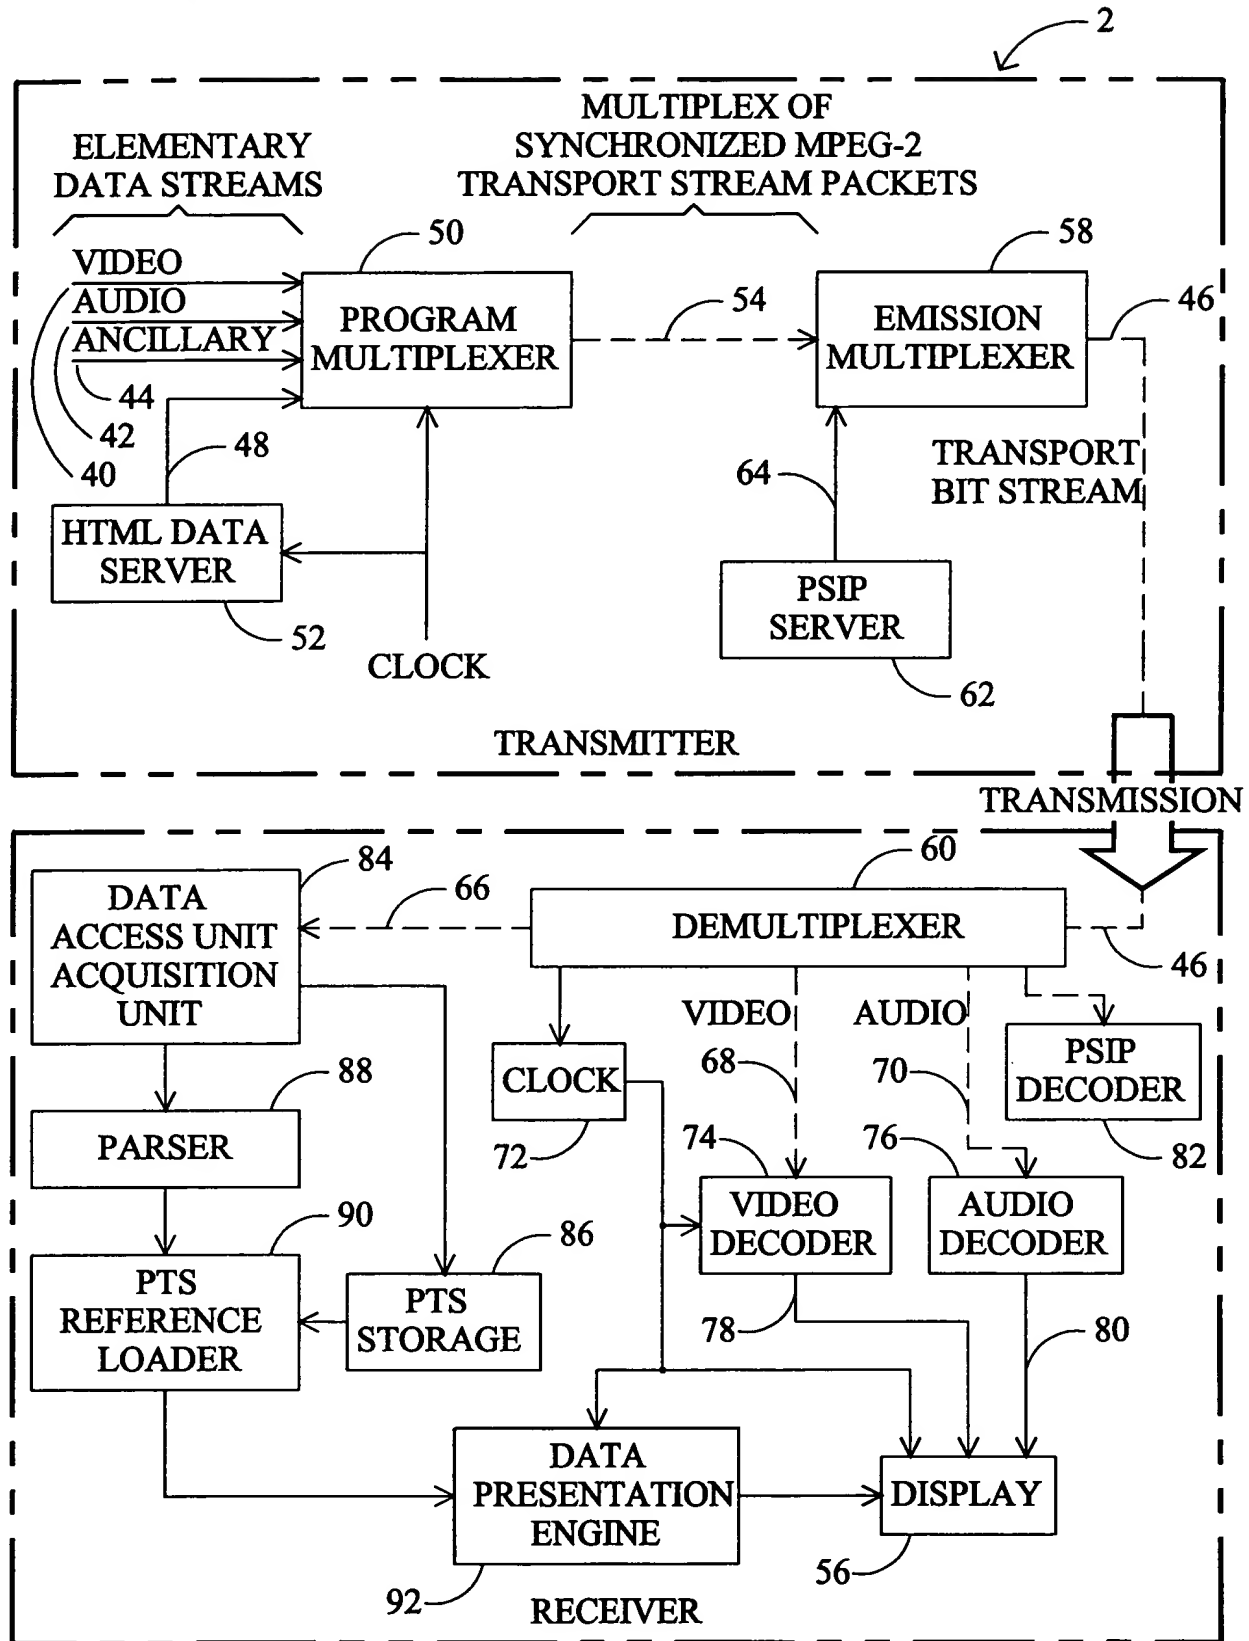 2
MULTIPLEX OF
SYNCHRONIZED MPEG-2
TRANSPORT STREAM PACKETS
ELEMENTARY
DATA STREAMS
50
58
VIDEO
AUDIO
ANCILLARY
44
42
40
48
PROGRAM
MULTIPLEXER
54
EMISSION
MULTIPLEXER
46
TRANSPORT
BIT STREAM
64
HTML DATA
SERVER
52
CLOCK
PSIP
SERVER
62
TRANSMITTER
TRANSMISSION
84
66
60
DATA
ACCESS UNIT
ACQUISITION
UNIT
DEMULTIPLEXER
46
VIDEO
AUDIO
CLOCK
72
68
70
PSIP
DECODER
82
88
PARSER
74
76
VIDEO
DECODER
AUDIO
DECODER
90
86
PTS
REFERENCE
LOADER
PTS
STORAGE
78
80
DATA
PRESENTATION
ENGINE
92
DISPLAY
56
RECEIVER